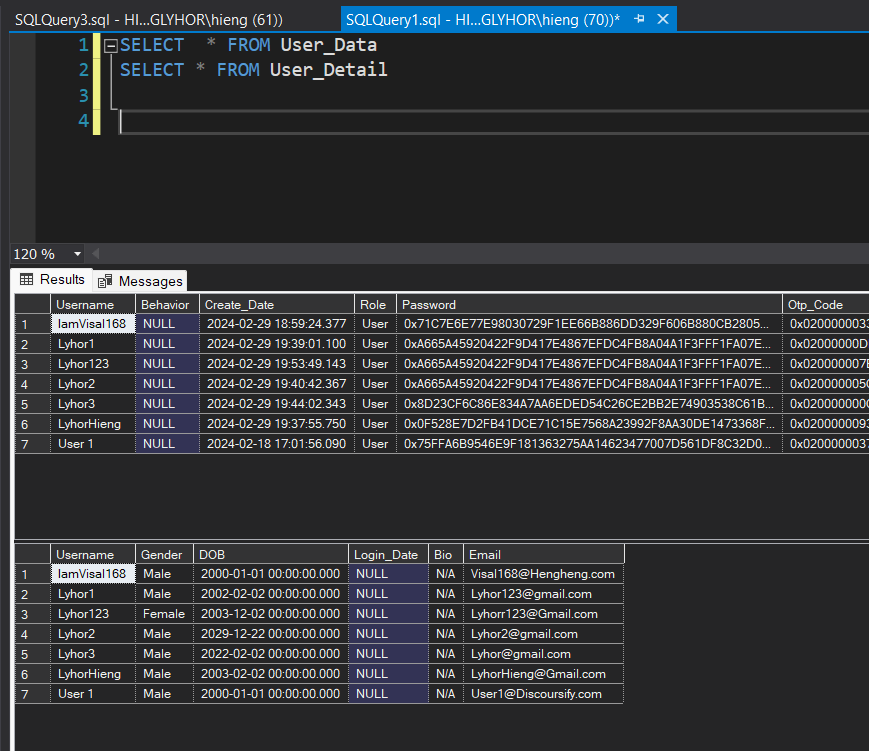 SQLQuery3.sql - HI...GLYHOR\hieng (61)) SQLQuery1.sql - HI...GLYHOR\hieng (70))*
1 SELECT * FROM User_Data
2 SELECT * FROM User_Detail
3
4
120 %
Results Messages
Username Behavior Create_Date Role Password Otp_Code
1 IamVisal168 NULL 2024-02-29 18:59:24.377 User 0x71C7E6E77E98030729F1EE66B886DD329F606B880CB2805... 0x020000003
2 Lyhor1 NULL 2024-02-29 19:39:01.100 User 0xA665A45920422F9D417E4867EFDC4FB8A04A1F3FFF1FA07E... 0x02000000D
3 Lyhor123 NULL 2024-02-29 19:53:49.143 User 0xA665A45920422F9D417E4867EFDC4FB8A04A1F3FFF1FA07E... 0x020000007
4 Lyhor2 NULL 2024-02-29 19:40:42.367 User 0xA665A45920422F9D417E4867EFDC4FB8A04A1F3FFF1FA07E... 0x020000005
5 Lyhor3 NULL 2024-02-29 19:44:02.343 User 0x8D23CF6C86E834A7AA6EDED54C26CE2BB2E74903538C61B... 0x020000000
6 LyhorHieng NULL 2024-02-29 19:37:55.750 User 0x0F528E7D2FB41DCE71C15E7568A23992F8AA30DE1473368F... 0x020000009
7 User 1 NULL 2024-02-18 17:01:56.090 User 0x75FFA6B9546E9F181363275AA14623477007D561DF8C32D0... 0x020000003
Username Gender DOB Login_Date Bio Email
1 IamVisal168 Male 2000-01-01 00:00:00.000 NULL N/A Visal168@Hengheng.com
2 Lyhor1 Male 2002-02-02 00:00:00.000 NULL N/A Lyhor123@gmail.com
3 Lyhor123 Female 2003-12-02 00:00:00.000 NULL N/A Lyhorr123@Gmail.com
4 Lyhor2 Male 2029-12-22 00:00:00.000 NULL N/A Lyhor2@gmail.com
5 Lyhor3 Male 2022-02-02 00:00:00.000 NULL N/A Lyhor@gmail.com
6 LyhorHieng Male 2003-02-02 00:00:00.000 NULL N/A LyhorHieng@Gmail.com
7 User 1 Male 2000-01-01 00:00:00.000 NULL N/A User1@Discoursify.com